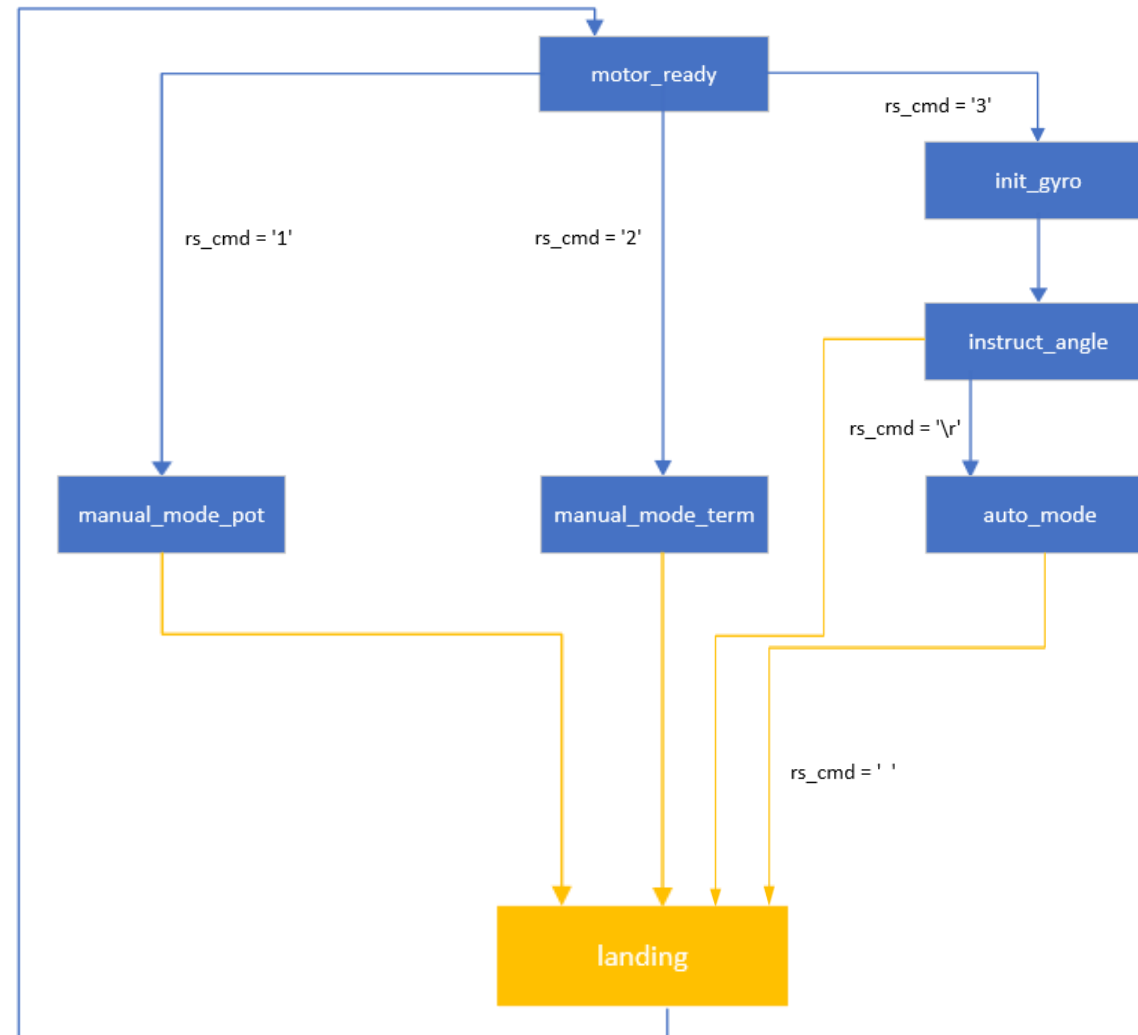 motor_ready
rs_cmd = '3'
init_gyro
rs_cmd = '1'
rs_cmd = '2'
instruct_angle
rs_cmd = '\r'
manual_mode_pot
manual_mode_term
auto_mode
rs_cmd = ' '
landing